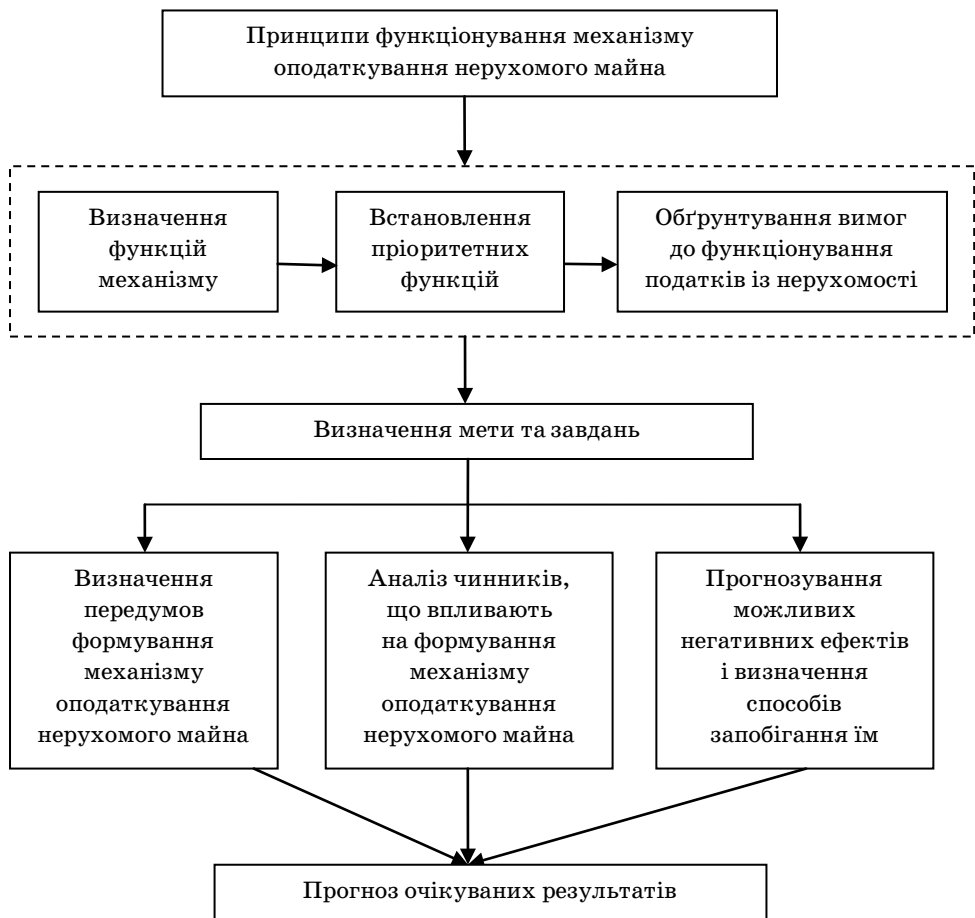 Принципи функціонування механізму
оподаткування нерухомого майна
Визначення
функцій
механізму
Встановлення
пріоритетних
функцій
Обґрунтування вимог
до функціонування
податків із нерухомості
Визначення мети та завдань
Визначення
передумов
формування
механізму
оподаткування
нерухомого майна
Аналіз чинників,
що впливають
на формування
механізму
оподаткування
нерухомого майна
Прогнозування
можливих
негативних ефектів
і визначення
способів
запобігання їм
Прогноз очікуваних результатів